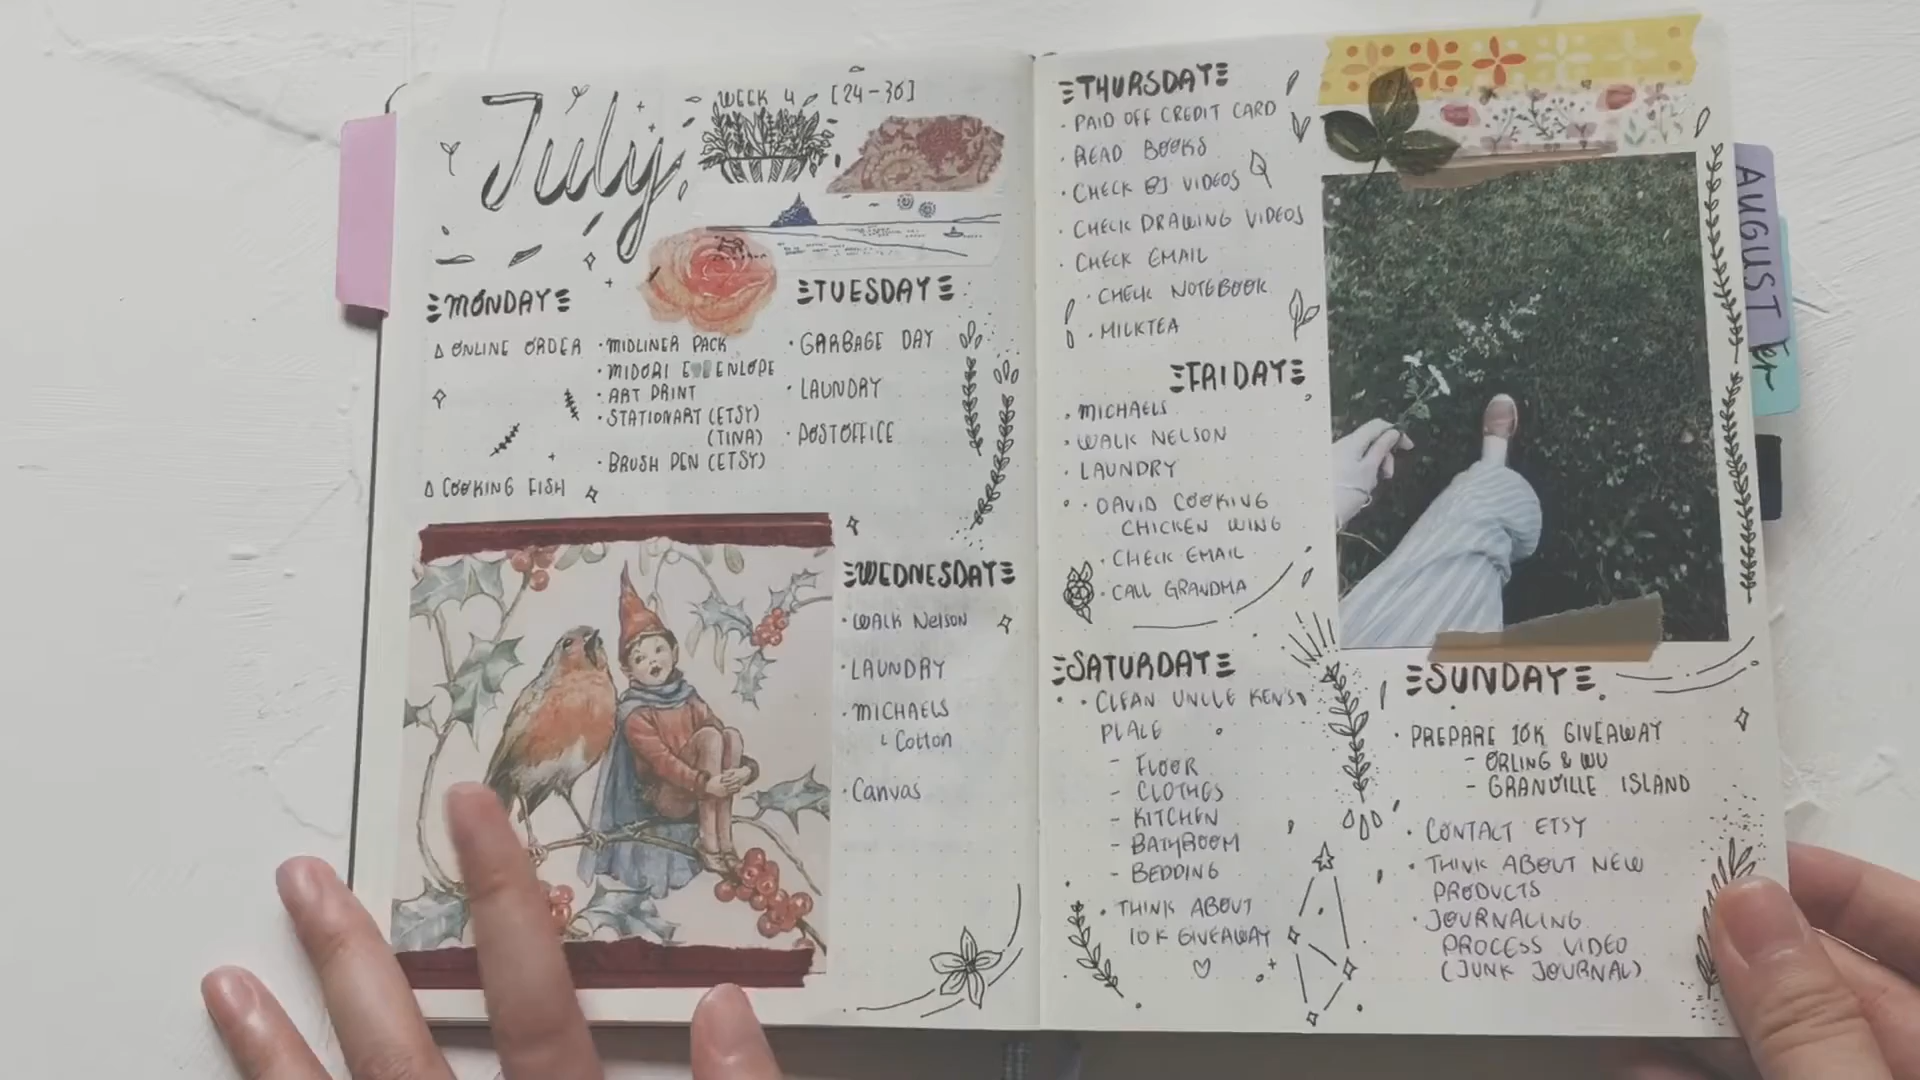 July,
WEEK 4 [24-30]
MONDAY
ONLINE ORDER
· MIDLINER PACK
· MIDORI ENVENLOPE
· ART PRINT
· STATIONART (ETSY)
(TINA)
· BRUSH PEN (ETSY)
COOKING FISH
TUESDAY
· GARBAGE DAY
· LAUNDRY
· POSTOFFICE
WEDNESDAY
· WALK Nelson
· LAUNDRY
· MICHAELS
Cotton
· Canvas
THURSDAY
· PAID OFF CREDIT CARD
· READ BOOKS
· CHECK BJ VIDEOS
· CHECK DRAWING VIDEOS
· CHECK EMAIL
· CHECK NOTEBOOK
· MILKTEA
FRIDAY
· MICHAELS
· WALK NELSON
· LAUNDRY
· DAVID COOKING
CHICKEN WING
· CHECK EMAIL
· CALL GRANDMA
SATURDAY
· CLEAN UNCLE KEN'S
PLACE
- FLOOR
- CLOTHES
- KITCHEN
- BATHROOM
- BEDDING
· THINK ABOUT
10K GIVEAWAY
SUNDAY
· PREPARE 10K GIVEAWAY
- ORLING & WU
- GRANVILLE ISLAND
· CONTACT ETSY
· THINK ABOUT NEW
PRODUCTS
· JOURNALING
PROCESS VIDEO
(JUNK JOURNAL)
AUGUST